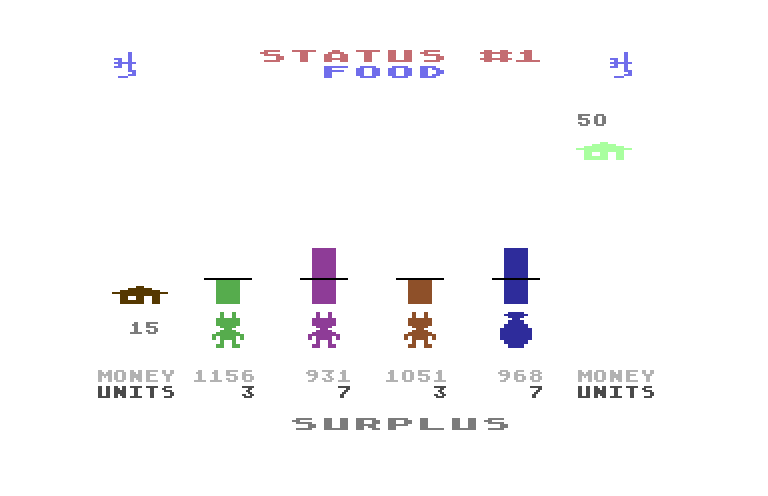 STATUS #1
FOOD
50
15
MONEY 1156 931 1051 968 MONEY
UNITS 3 7 3 7 UNITS
SURPLUS